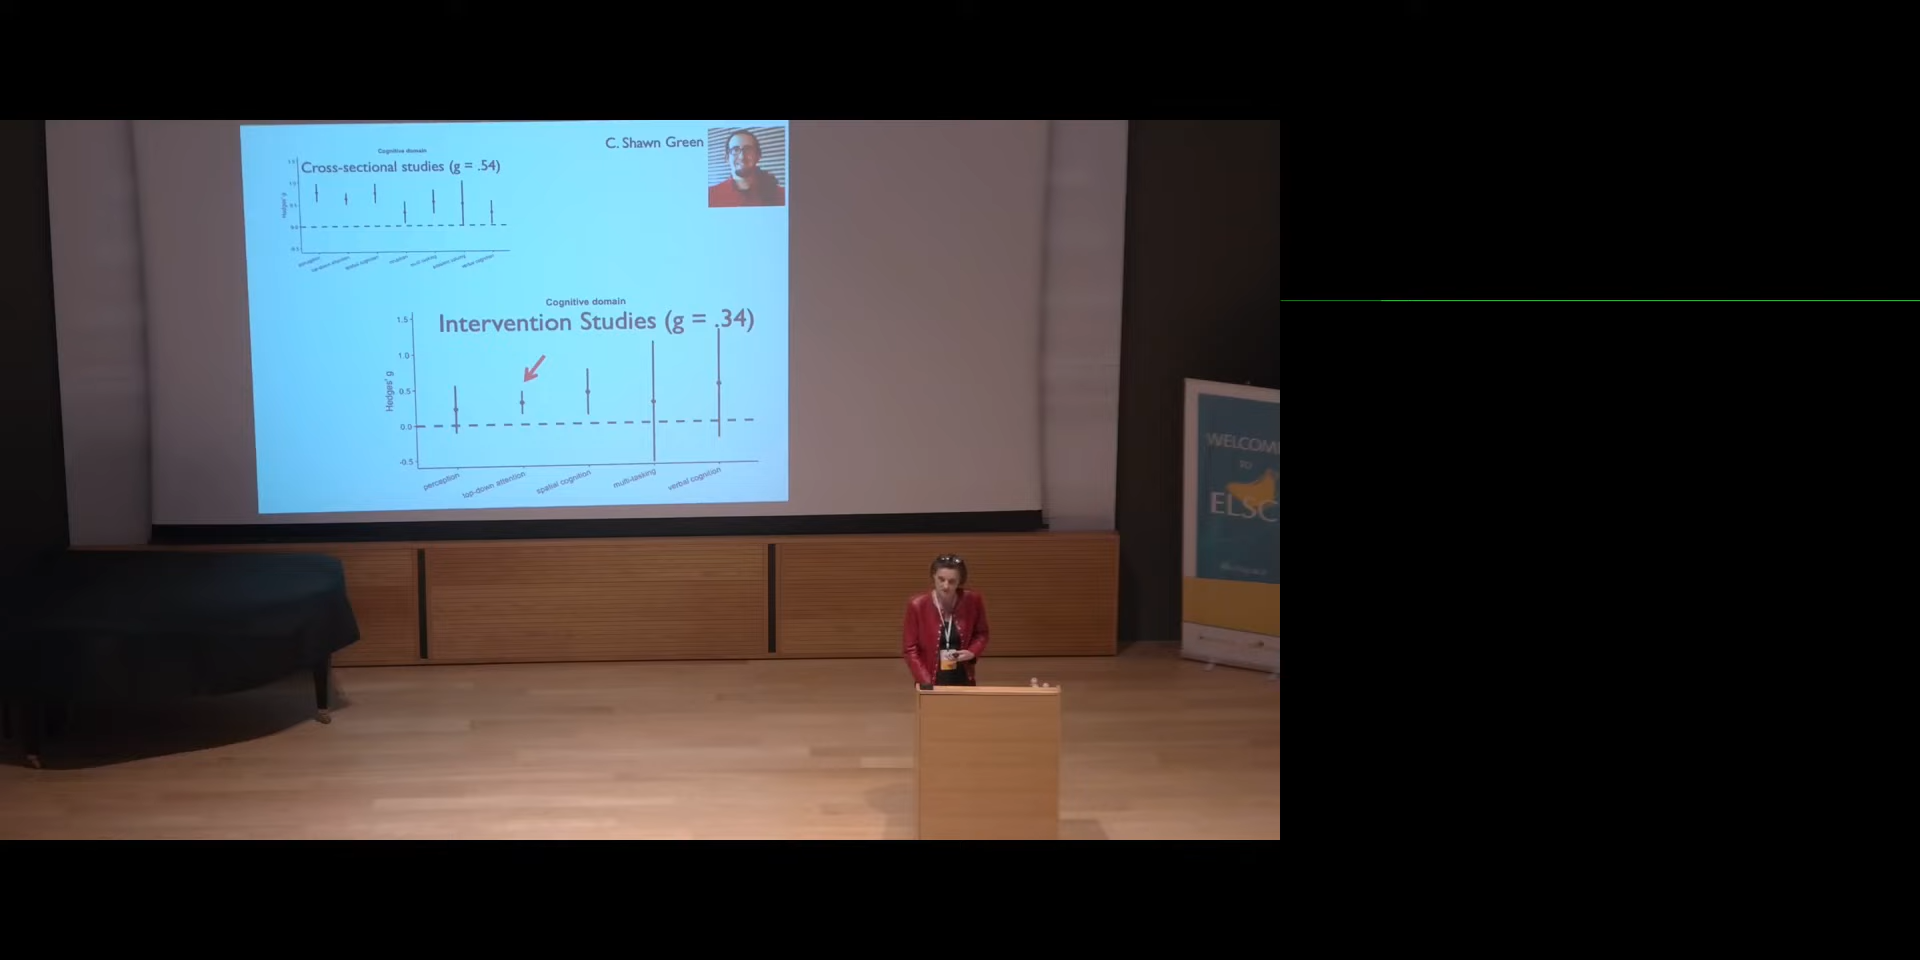 C. Shawn Green
Cognitive domain
Cross-sectional studies (g = .54)
Hedges' g
Cognitive domain
Intervention Studies (g = .34)
1.5
1.0
0.5
0.0
-0.5
Hedges' g
perception
top-down attention
spatial cognition
multi-tasking
verbal cognition
WELCOM
TO
ELSC